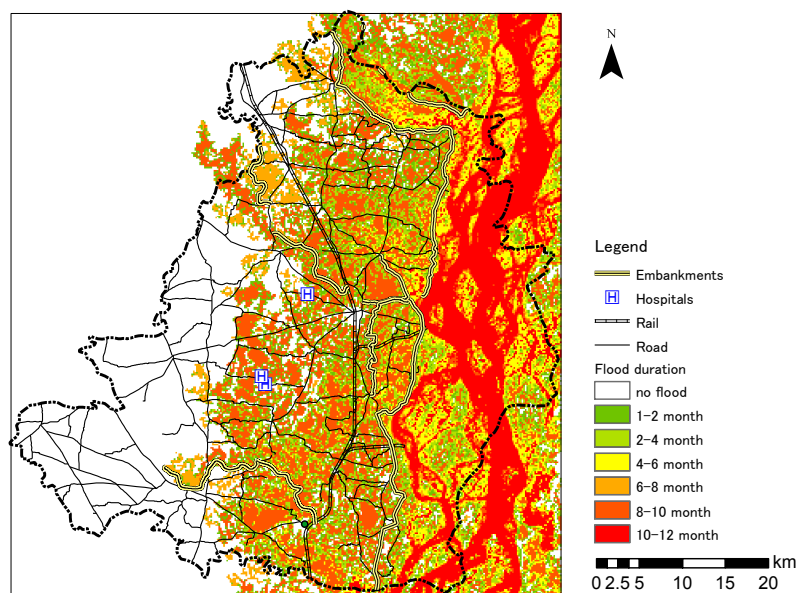 N
Legend
Embankments
H Hospitals
Rail
Road
Flood duration
no flood
1-2 month
2-4 month
4-6 month
6-8 month
8-10 month
10-12 month
km
0 2.5 5 10 15 20
H
H
H